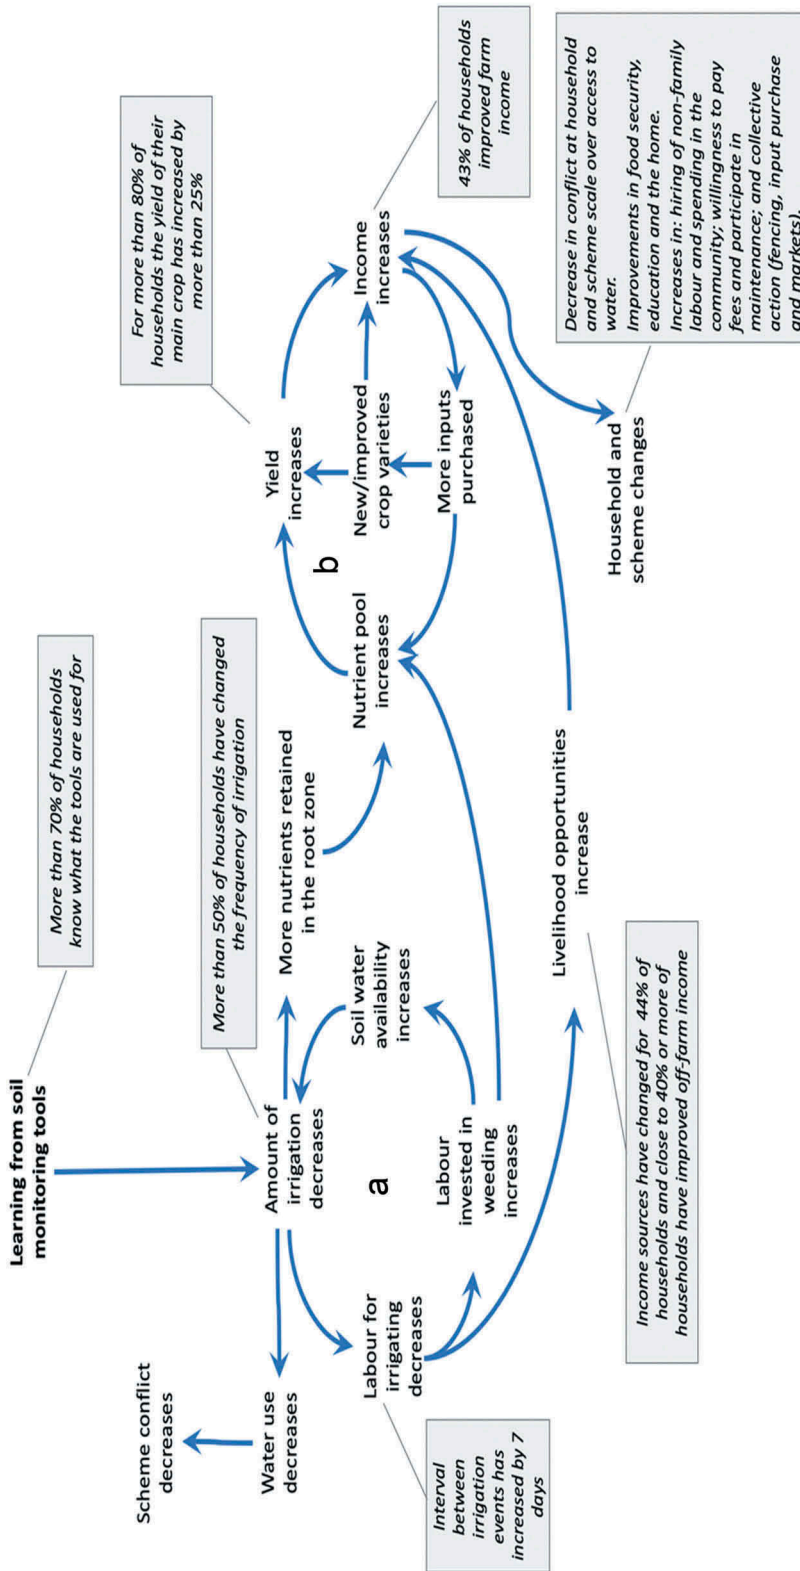 Learning from soil
monitoring tools
More than 70% of households
know what the tools are used for
Scheme conflict
decreases
Water use
decreases
Amount of
irrigation
decreases
More than 50% of households have changed
the frequency of irrigation
More nutrients retained
in the root zone
Yield
increases
For more than 80% of
households the yield of their
main crop has increased by
more than 25%
Labour for
irrigating
decreases
Interval
between
irrigation
events has
increased by 7
days
a
Labour
invested in
weeding
increases
Soil water
availability
increases
Nutrient pool
increases
b
New/improved
crop varieties
More inputs
purchased
Income
increases
43% of households
improved farm
income
Livelihood opportunities
increase
Income sources have changed for 44% of
households and close to 40% or more of
households have improved off-farm income
Household and
scheme changes
Decrease in conflict at household
and scheme scale over access to
water.
Improvements in food security,
education and the home.
Increases in: hiring of non-family
labour and spending in the
community; willingness to pay
fees and participate in
maintenance; and collective
action (fencing, input purchase
and markets).